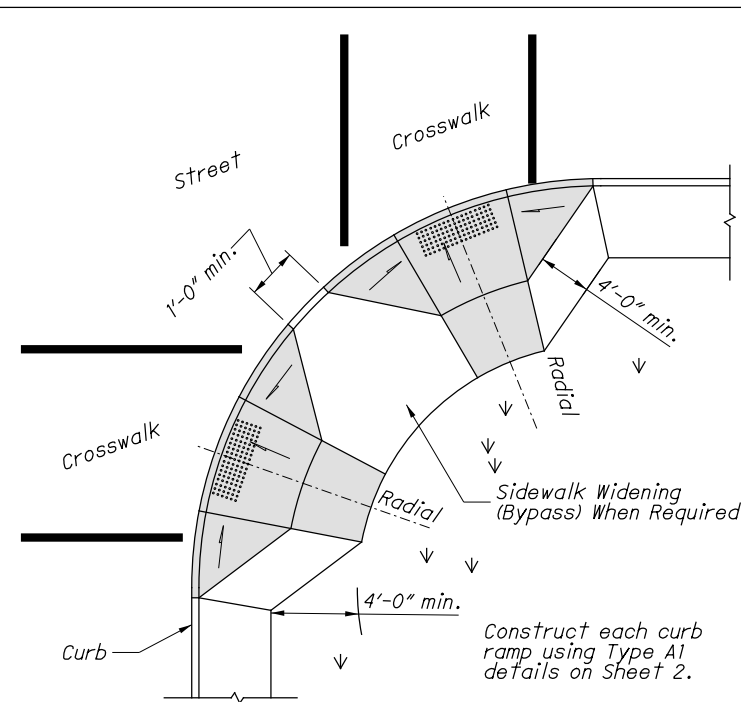 Crosswalk
Street
1'-0" min.
4'-0" min.
Radial
Crosswalk
Radial
Sidewalk Widening
(Bypass) When Required
4'-0" min.
Curb
Construct each curb
ramp using Type A1
details on Sheet 2.